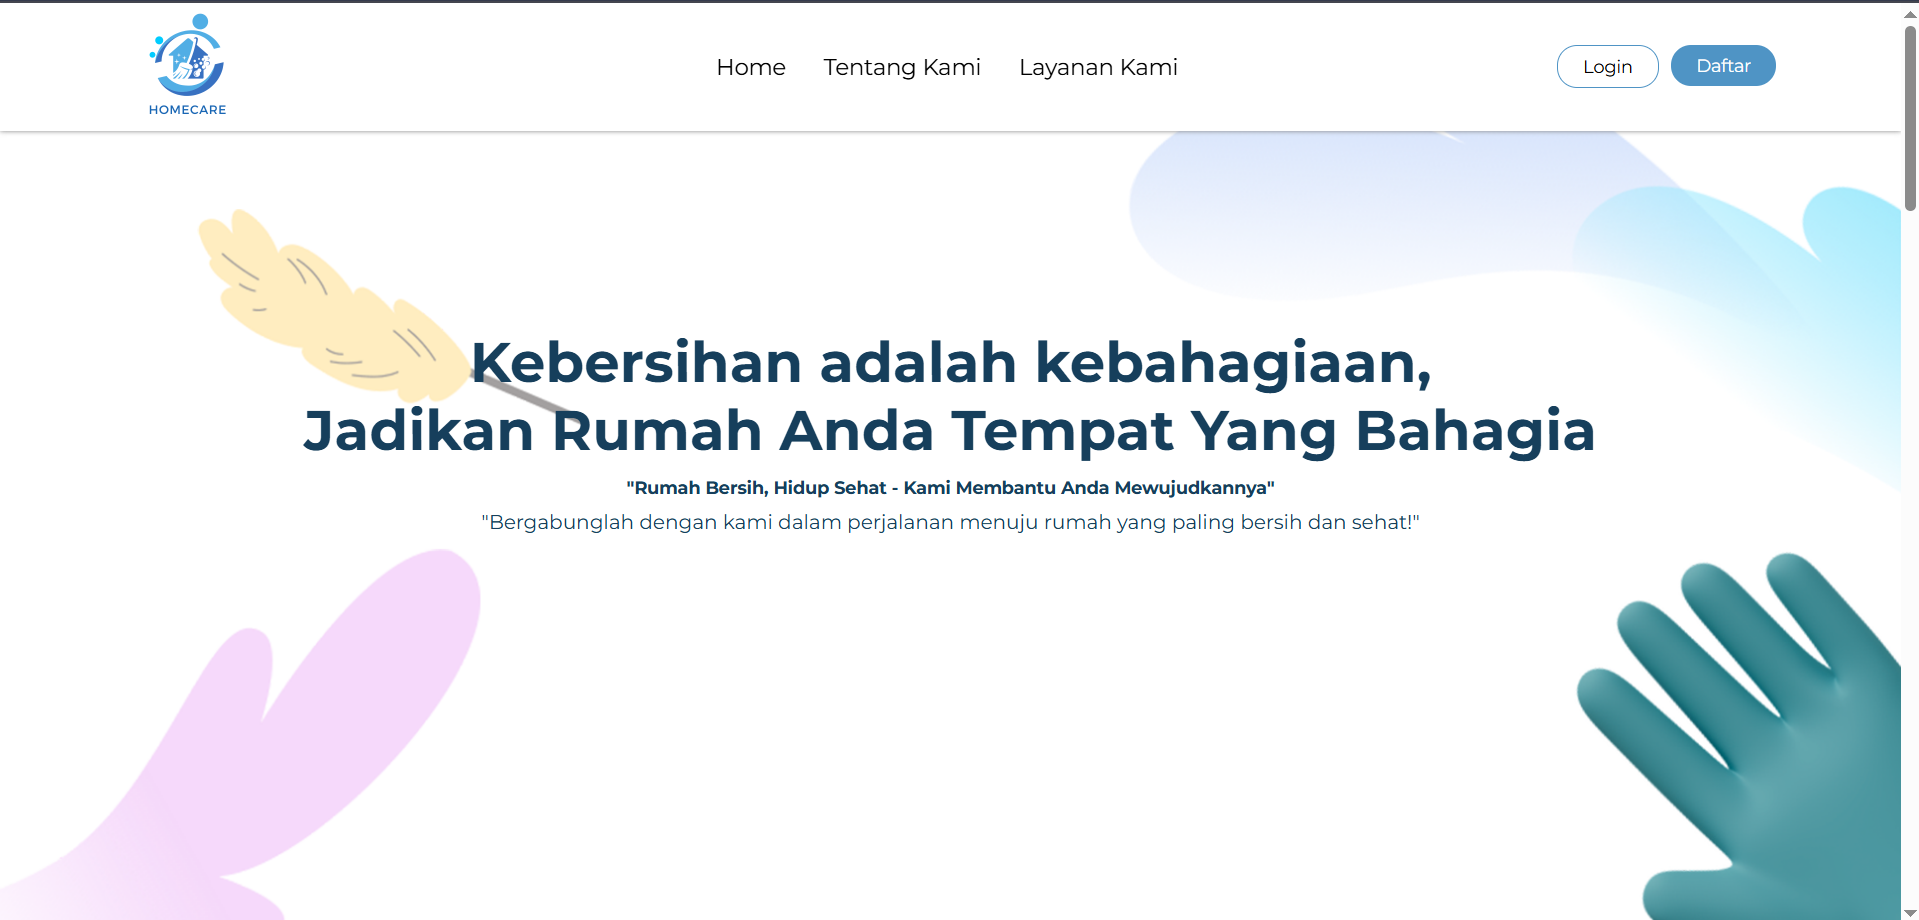 HOMECARE
Home
Tentang Kami
Layanan Kami
Login
Daftar
Kebersihan adalah kebahagiaan,
Jadikan Rumah Anda Tempat Yang Bahagia
"Rumah Bersih, Hidup Sehat - Kami Membantu Anda Mewujudkannya"
"Bergabunglah dengan kami dalam perjalanan menuju rumah yang paling bersih dan sehat!"